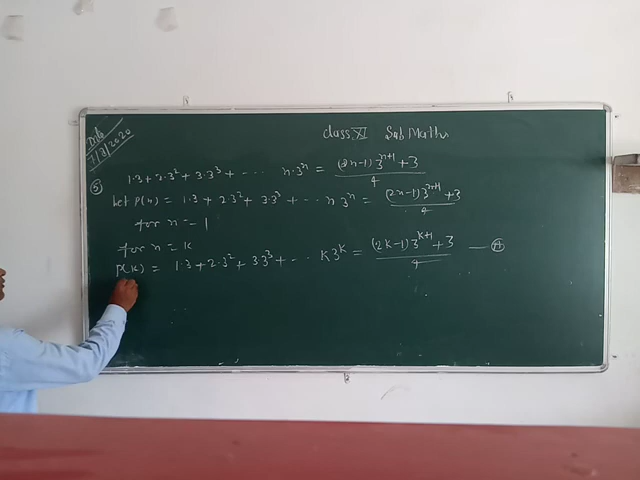 class XI Sub Maths
7/8/2020
⑤ 1·3 + 2·3² + 3·3³ + ··· n·3ⁿ = (2n-1)3ⁿ⁺¹ + 3 / 4
let P(n) = 1·3 + 2·3² + 3·3³ + ··· n 3ⁿ = (2n-1)3ⁿ⁺¹ + 3 / 4
for n = 1
for n = k
P(k) = 1·3 + 2·3² + 3·3³ + ··· k 3ᵏ = (2k-1)3ᵏ⁺¹ + 3 / 4 — Ⓐ